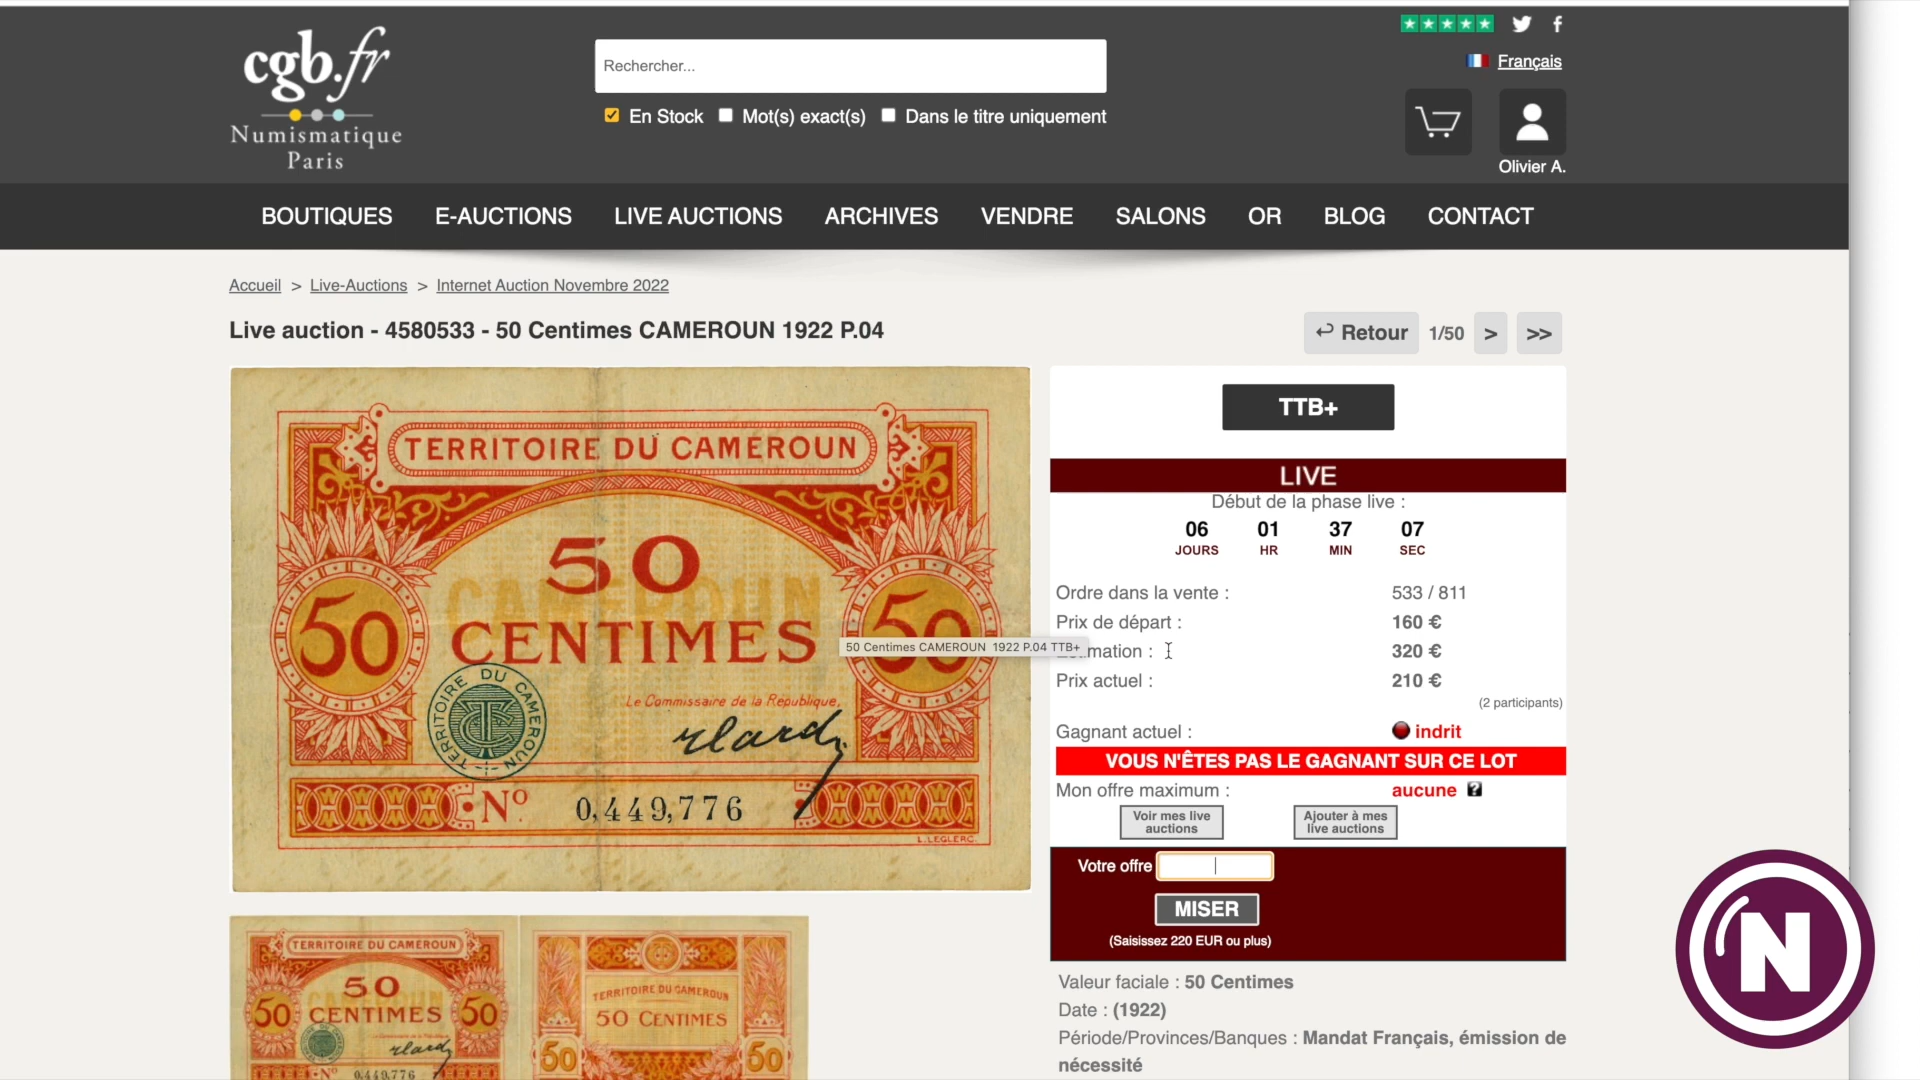 cgb.fr
Numismatique
Paris
Rechercher...
En Stock
Mot(s) exact(s)
Dans le titre uniquement
Français
Olivier A.
BOUTIQUES
E-AUCTIONS
LIVE AUCTIONS
ARCHIVES
VENDRE
SALONS
OR
BLOG
CONTACT
Accueil > Live-Auctions > Internet Auction Novembre 2022
Live auction - 4580533 - 50 Centimes CAMEROUN 1922 P.04
Retour
1/50
>
>>
TERRITOIRE DU CAMEROUN
50
CAMEROUN
CENTIMES
50
50
TERRITOIRE DU CAMEROUN
Le Commissaire de la République,
No 0,449,776
L. LEGLERC.
50 Centimes CAMEROUN 1922 P.04 TTB+
TTB+
LIVE
Début de la phase live :
06 01 37 07
JOURS HR MIN SEC
Ordre dans la vente : 533 / 811
Prix de départ : 160 €
mation : 320 €
Prix actuel : 210 €
(2 participants)
Gagnant actuel : indrit
VOUS N'ÊTES PAS LE GAGNANT SUR CE LOT
Mon offre maximum : aucune ?
Voir mes live
auctions
Ajouter à mes
live auctions
Votre offre
MISER
(Saisissez 220 EUR ou plus)
Valeur faciale : 50 Centimes
Date : (1922)
Période/Provinces/Banques : Mandat Français, émission de
nécessité
TERRITOIRE DU CAMEROUN
50
CENTIMES
50
50
No 0,449,776
TERRITOIRE DU CAMEROUN
50 CENTIMES
50
50
N